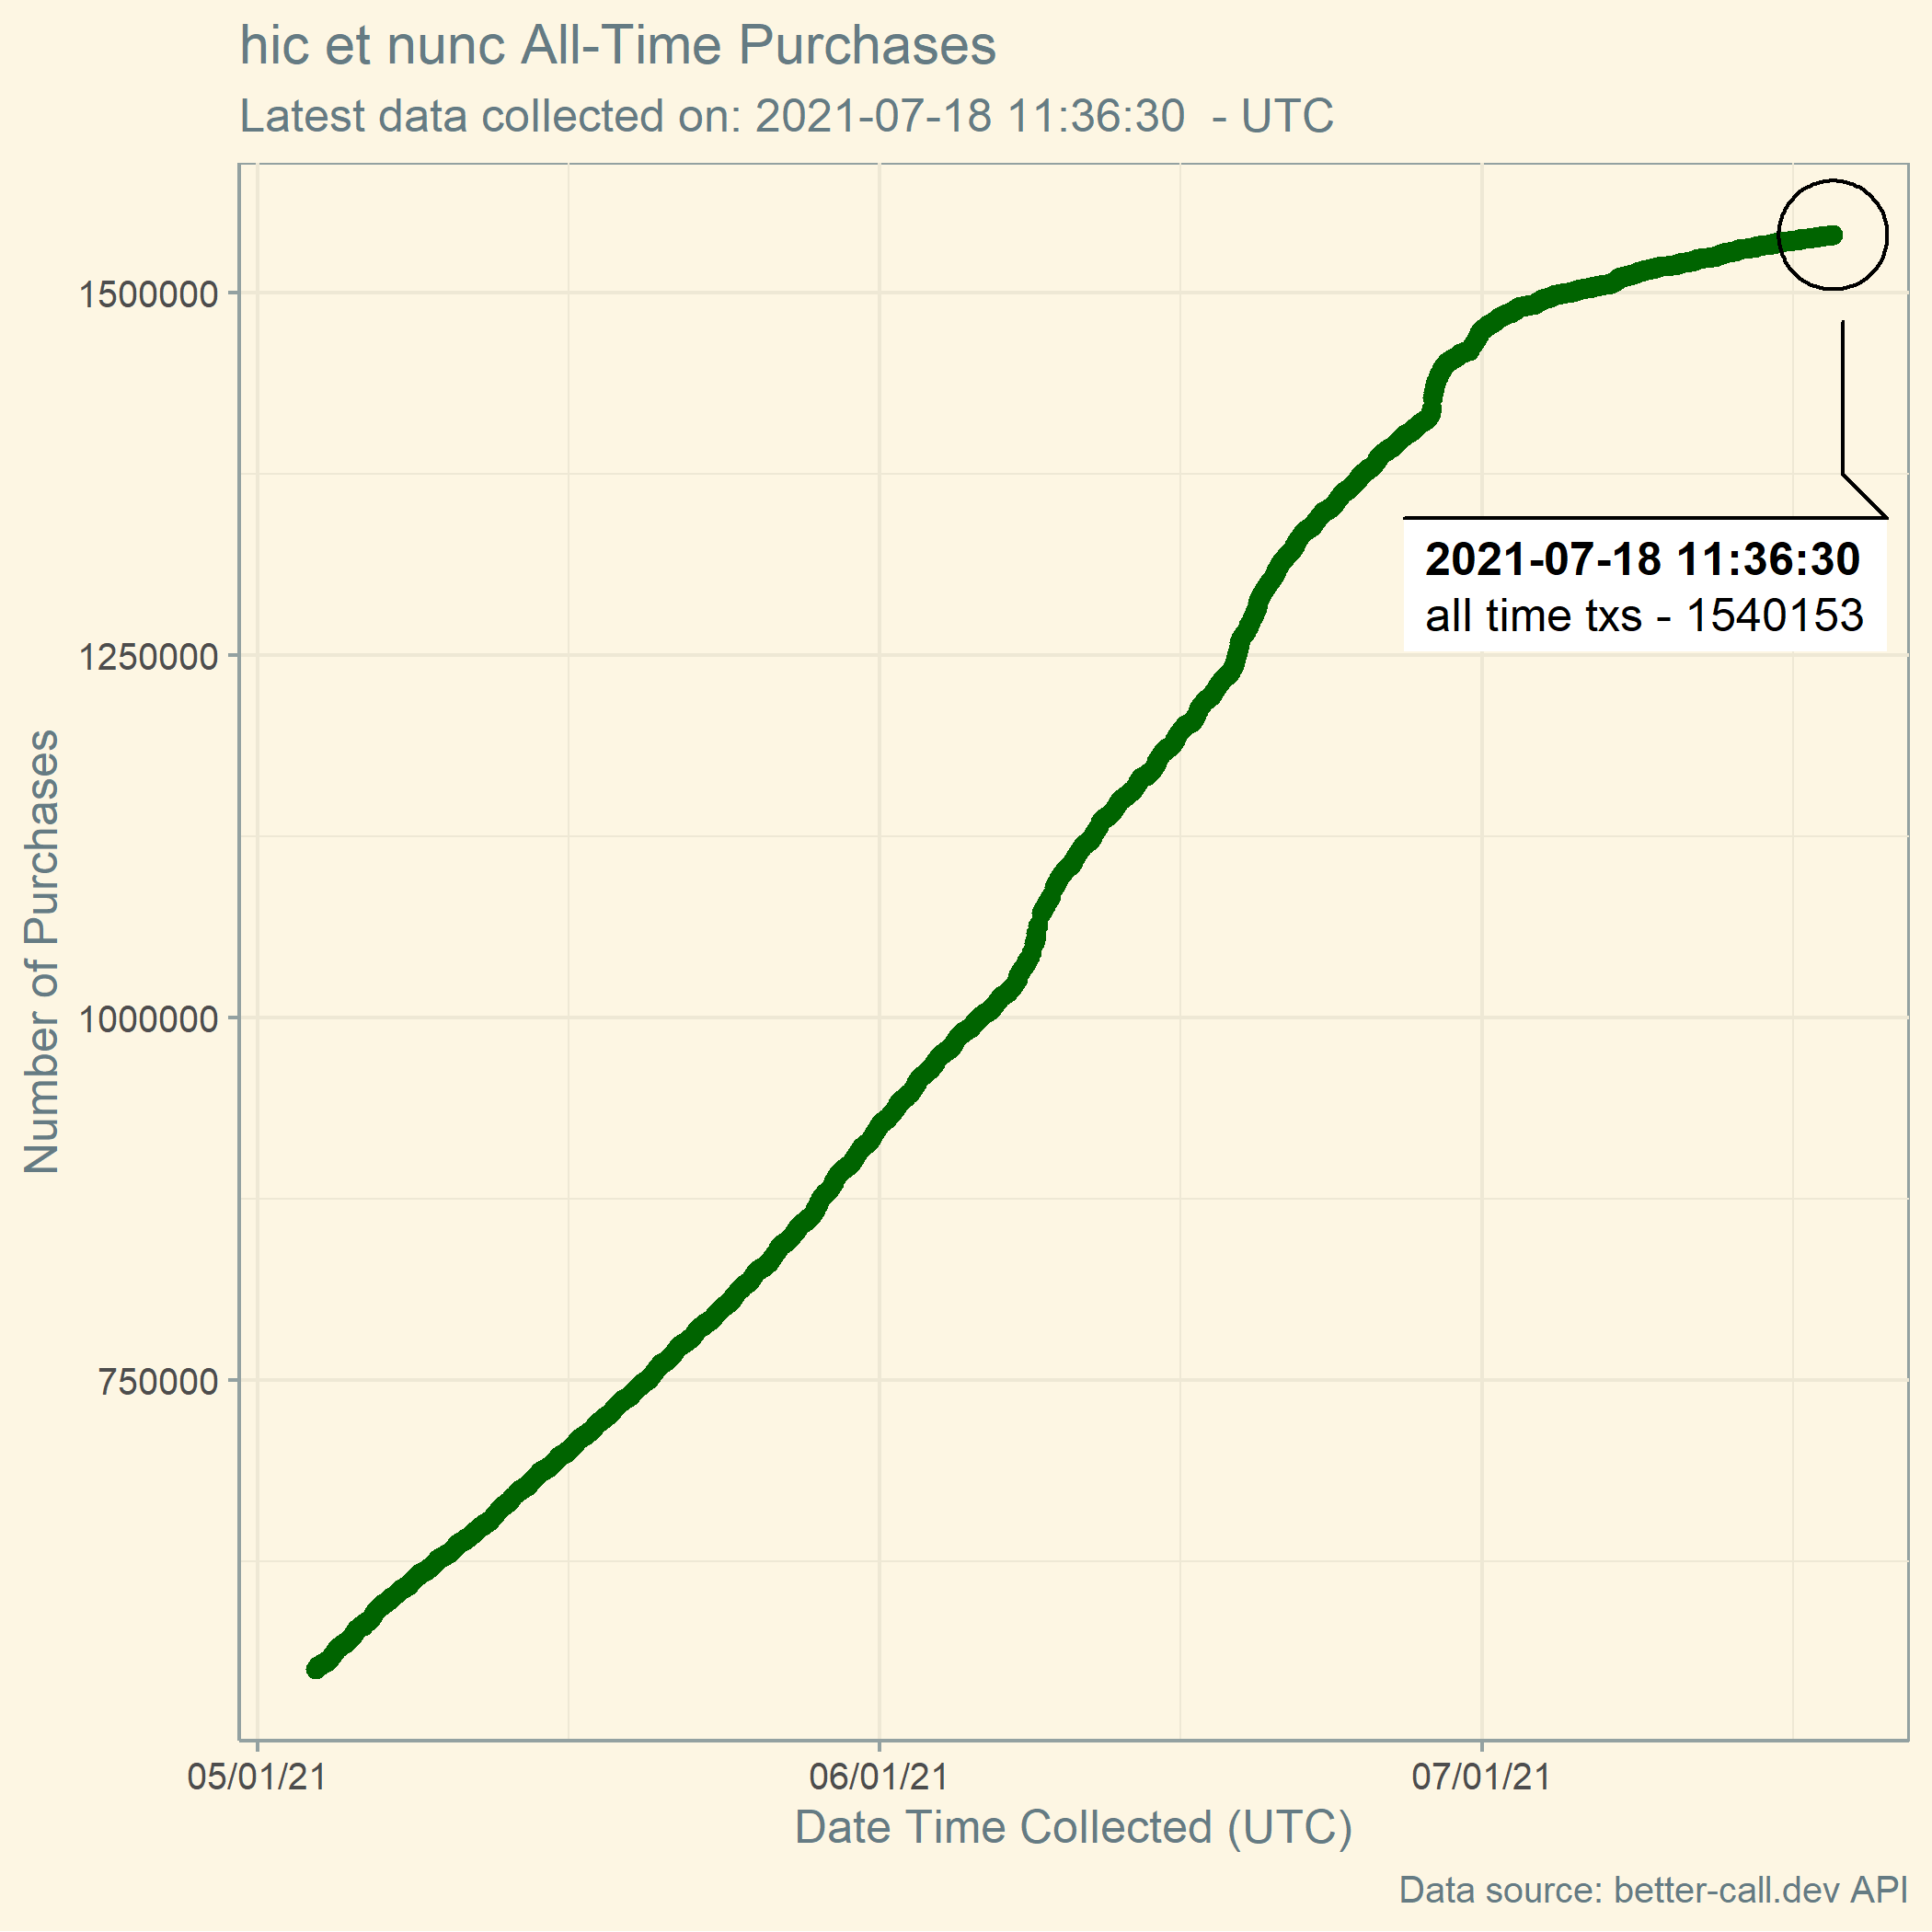 hic et nunc All-Time Purchases
Latest data collected on: 2021-07-18 11:36:30  - UTC
Number of Purchases
1500000
1250000
1000000
750000
2021-07-18 11:36:30
all time txs - 1540153
05/01/21
06/01/21
07/01/21
Date Time Collected (UTC)
Data source: better-call.dev API